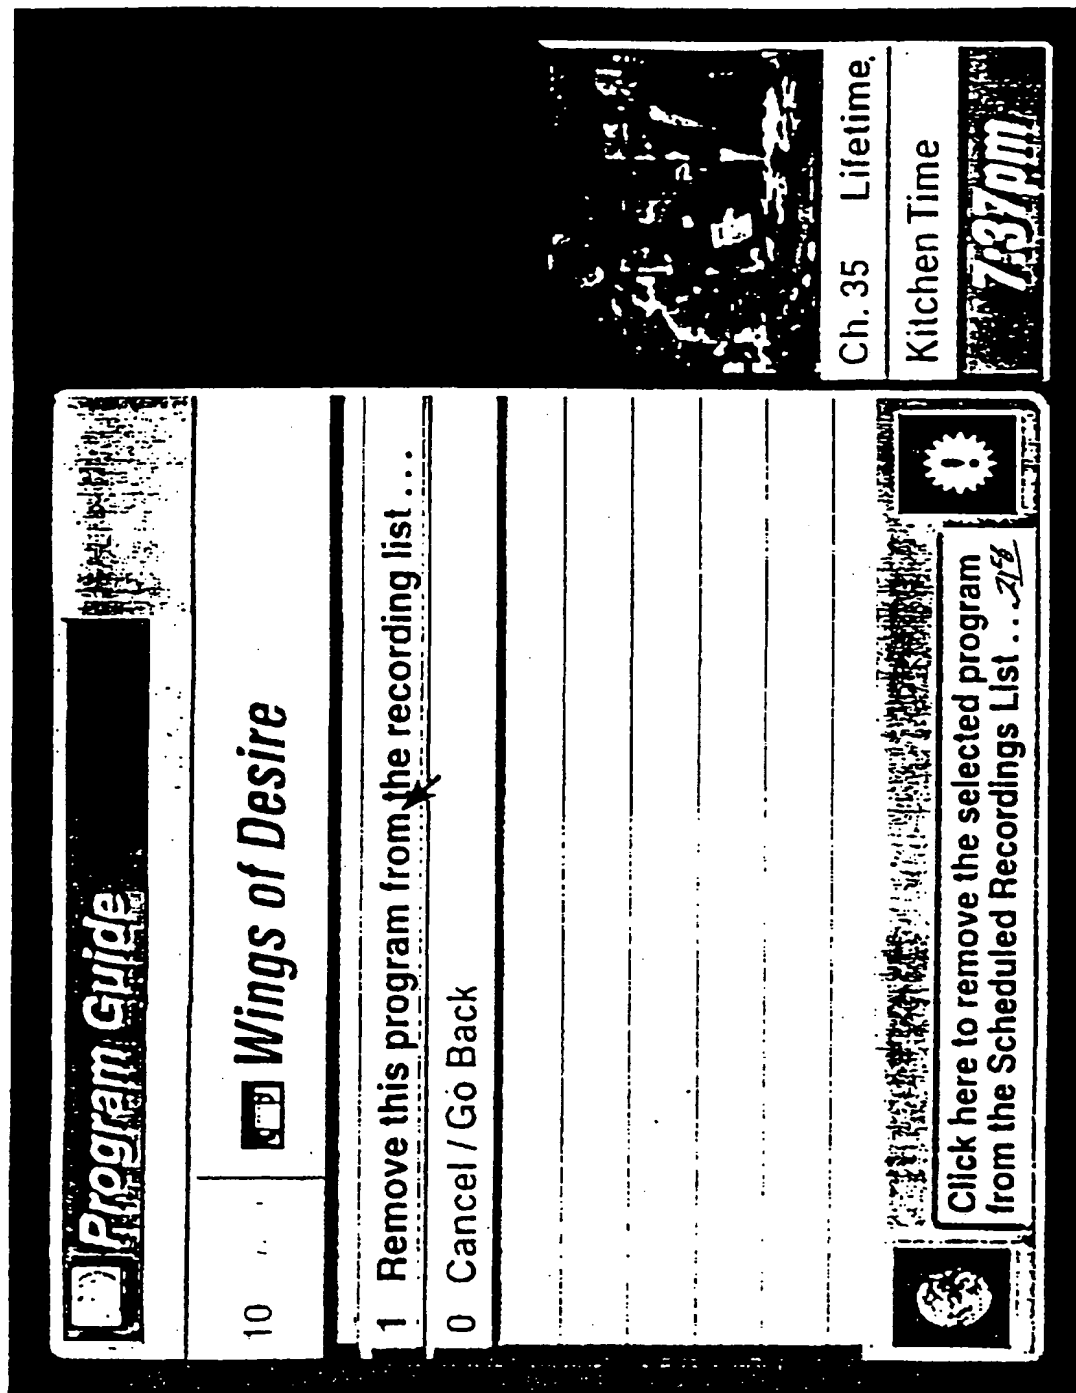 Program Guide
10 Wings of Desire
1 Remove this program from the recording list...
0 Cancel / Go Back
Click here to remove the selected program
from the Scheduled Recordings List...
Ch. 35 Lifetime,
Kitchen Time
7:37pm